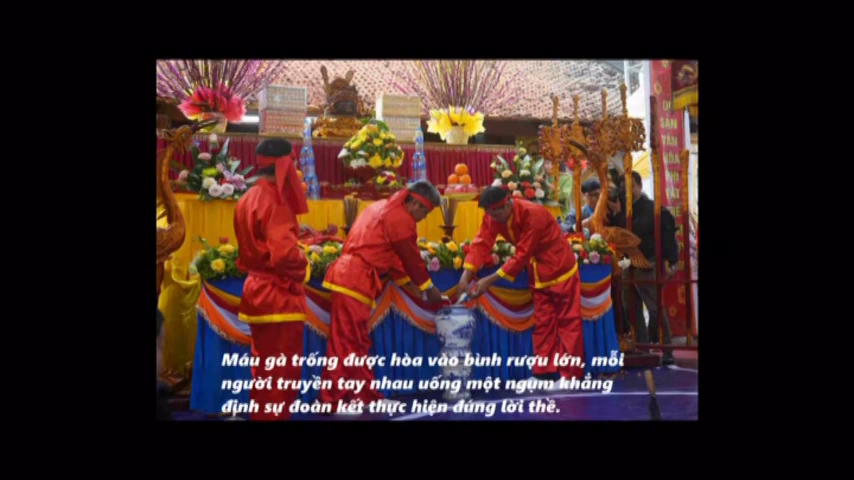 Máu gà trống được hòa vào bình rượu lớn, mỗi
người truyền tay nhau uống một ngụm khẳng
định sự đoàn kết thực hiện đúng lời thề.